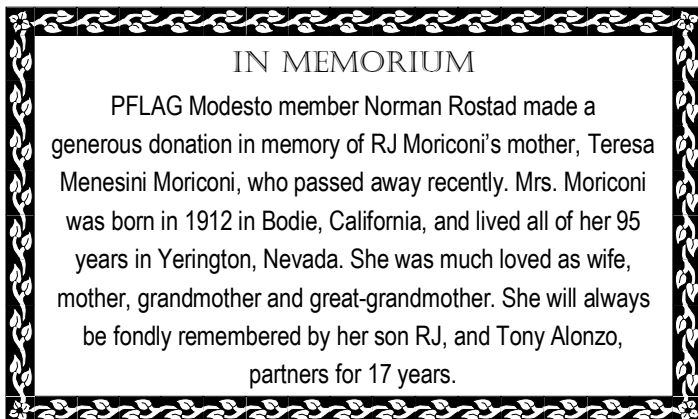 IN MEMORIUM
PFLAG Modesto member Norman Rostad made a
generous donation in memory of RJ Moriconi’s mother, Teresa
Menesini Moriconi, who passed away recently. Mrs. Moriconi
was born in 1912 in Bodie, California, and lived all of her 95
years in Yerington, Nevada. She was much loved as wife,
mother, grandmother and great-grandmother. She will always
be fondly remembered by her son RJ, and Tony Alonzo,
partners for 17 years.